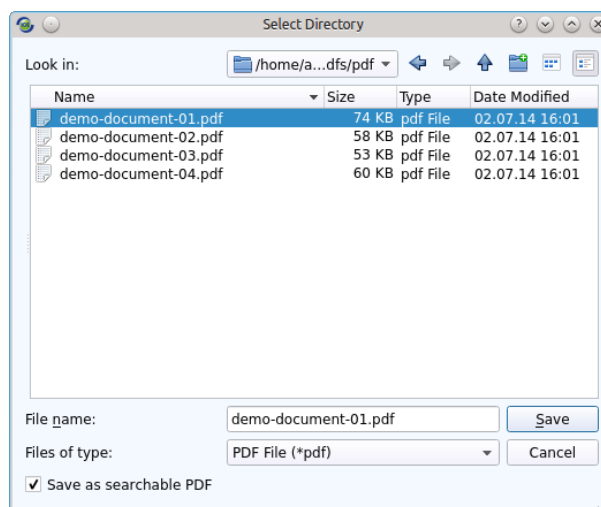 Select Directory
Look in: /home/a...dfs/pdf
Name Size Type Date Modified
demo-document-01.pdf 74 KB pdf File 02.07.14 16:01
demo-document-02.pdf 58 KB pdf File 02.07.14 16:01
demo-document-03.pdf 53 KB pdf File 02.07.14 16:01
demo-document-04.pdf 60 KB pdf File 02.07.14 16:01
File name: demo-document-01.pdf Save
Files of type: PDF File (*pdf) Cancel
Save as searchable PDF